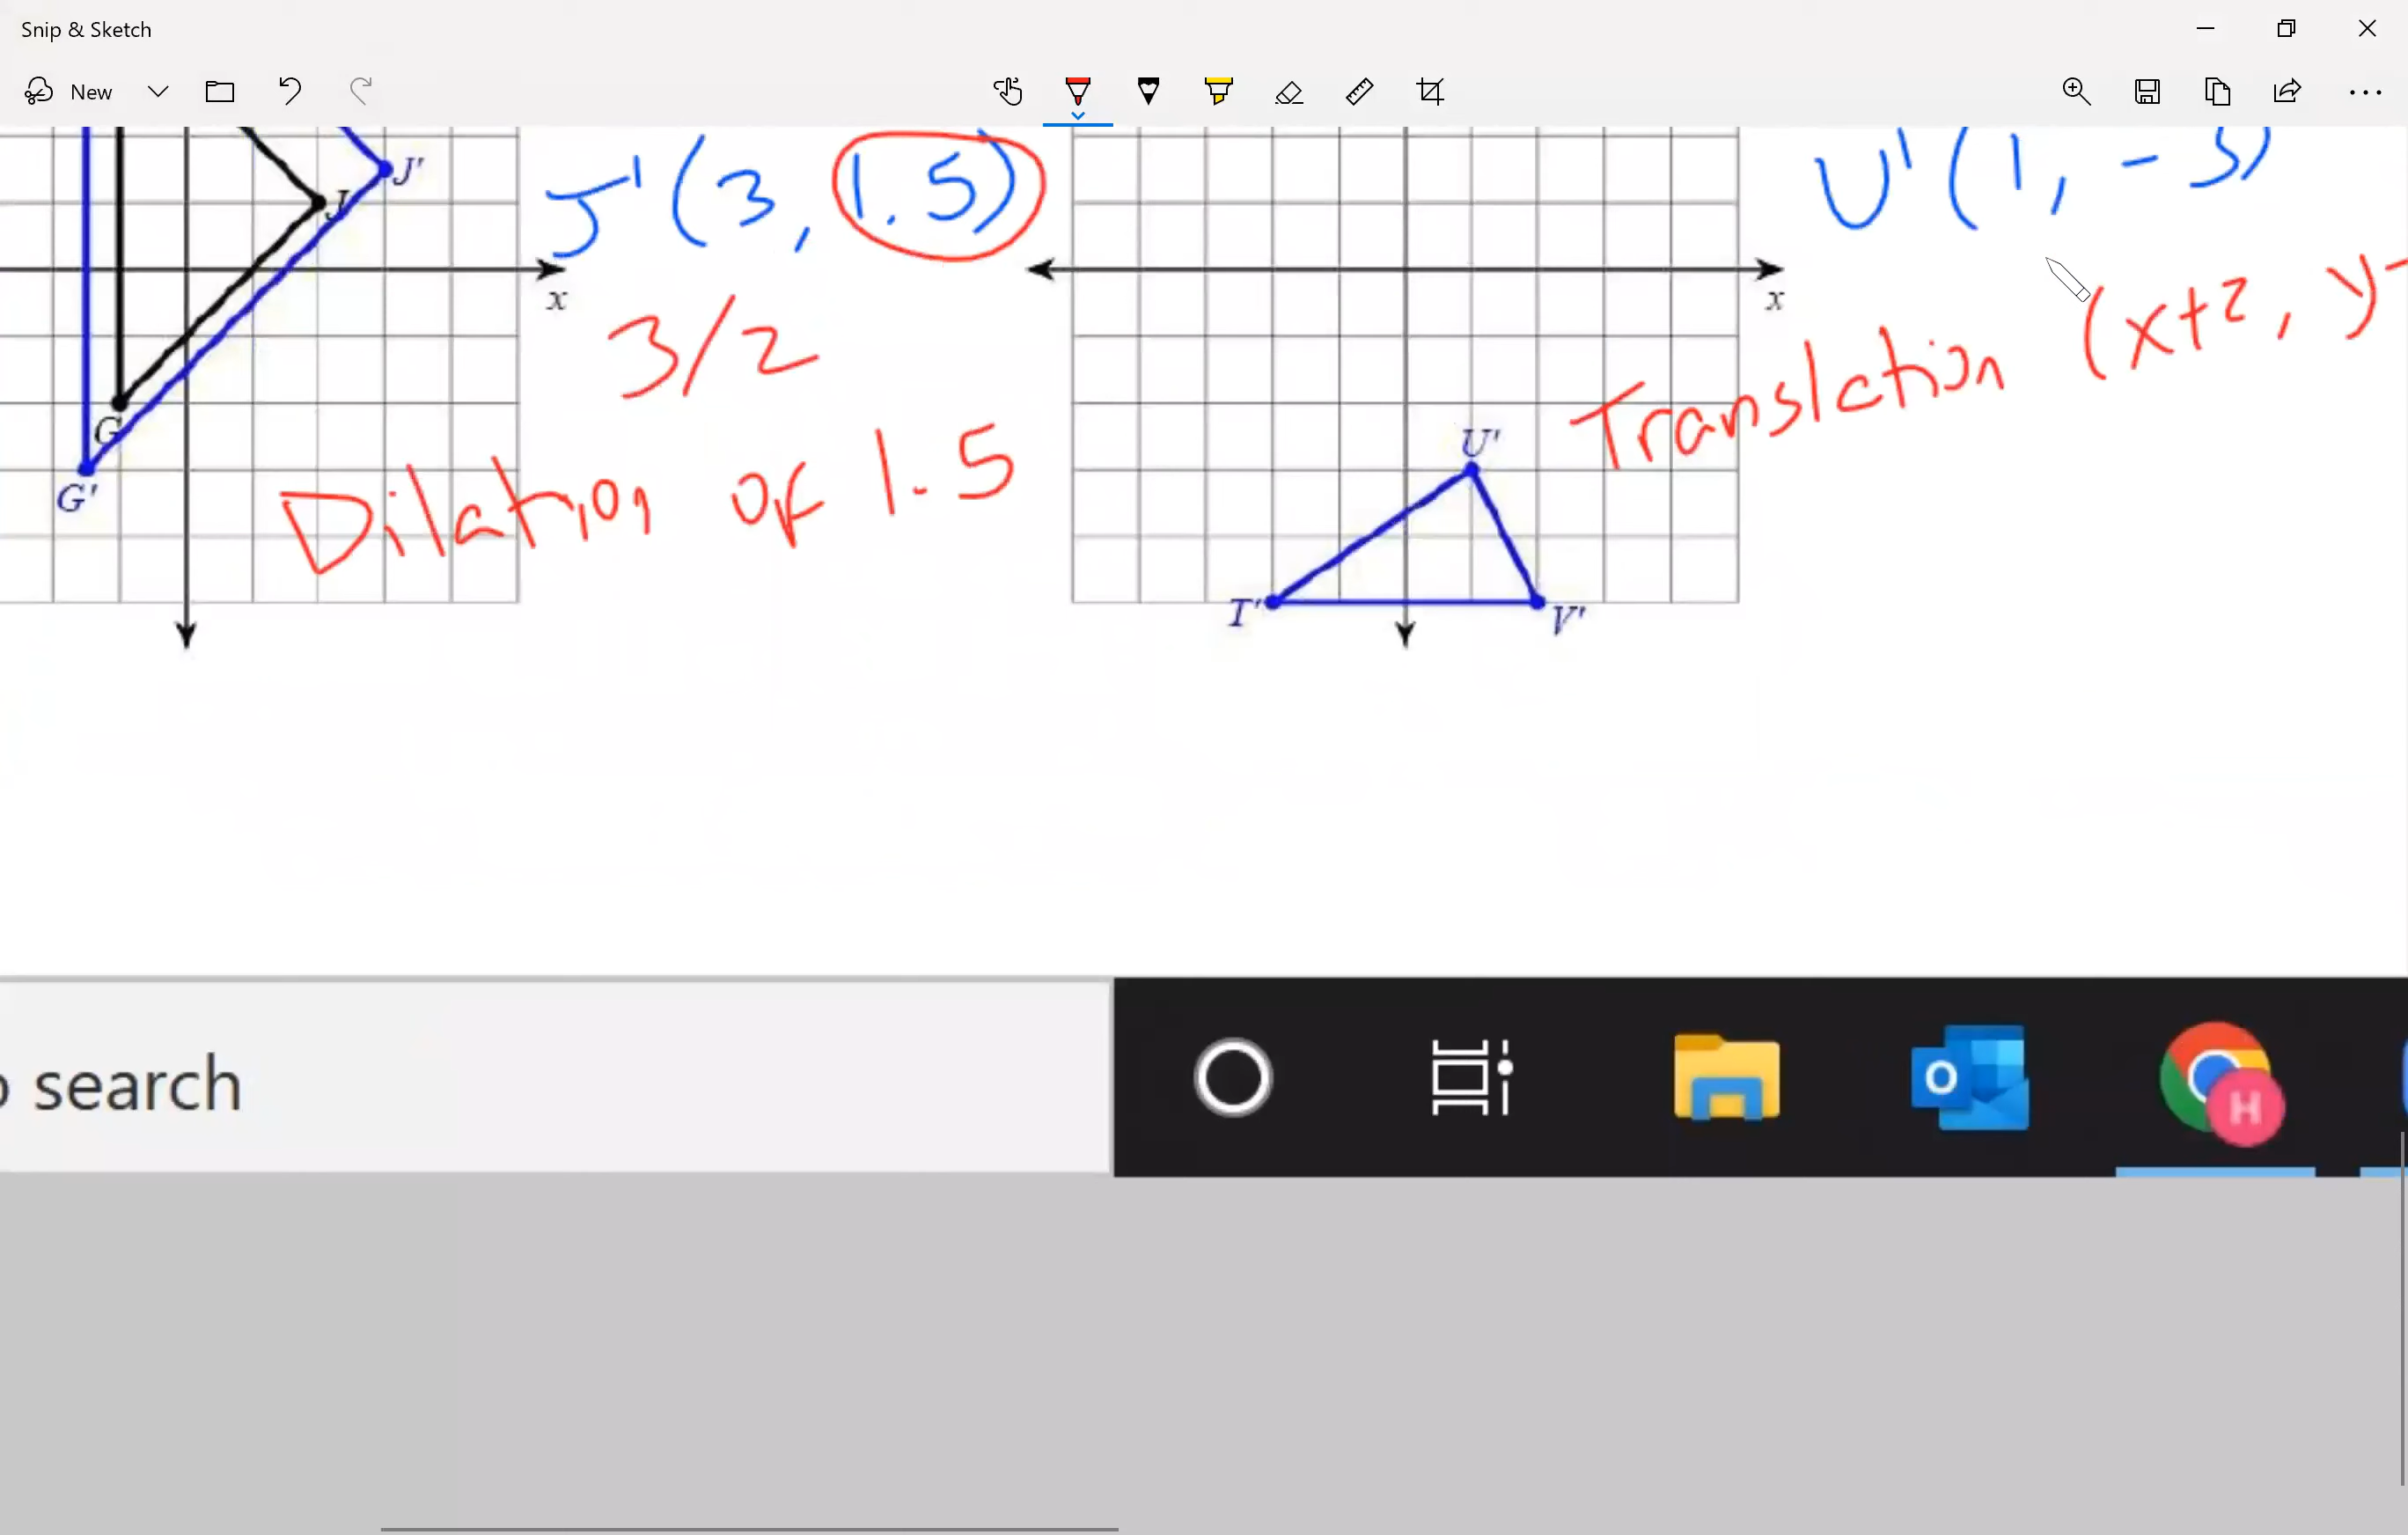 Snip & Sketch
New
J'
J
J'(3, 1.5)
x
3/2
G
G'
Dilation of 1.5
U'(1, -3)
x
Translation (x+2, y-
U'
T'
V'
search
O
H